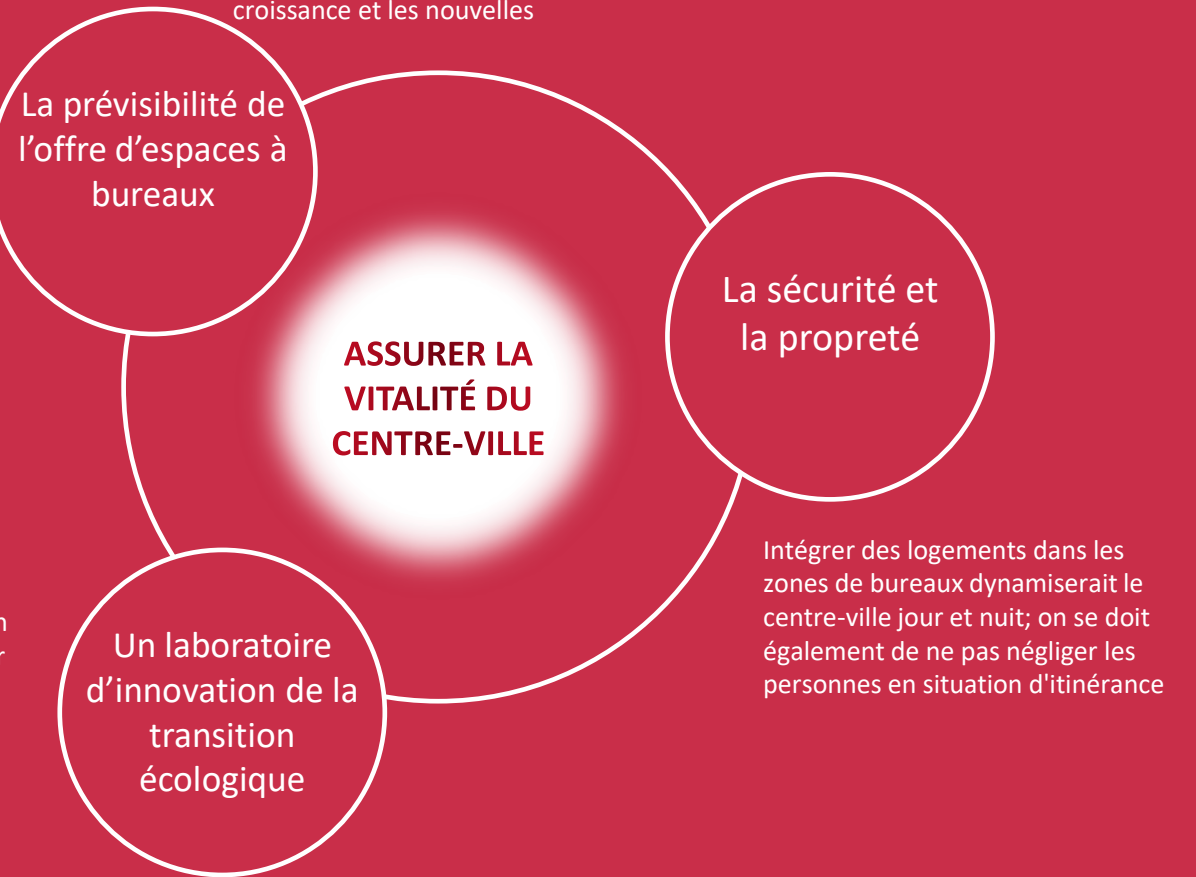 croissance et les nouvelles
La prévisibilité de
l’offre d’espaces à
bureaux
La sécurité et
la propreté
ASSURER LA
VITALITÉ DU
CENTRE-VILLE
Intégrer des logements dans les
zones de bureaux dynamiserait le
centre-ville jour et nuit; on se doit
également de ne pas négliger les
personnes en situation d'itinérance
Un laboratoire
d’innovation de la
transition
écologique